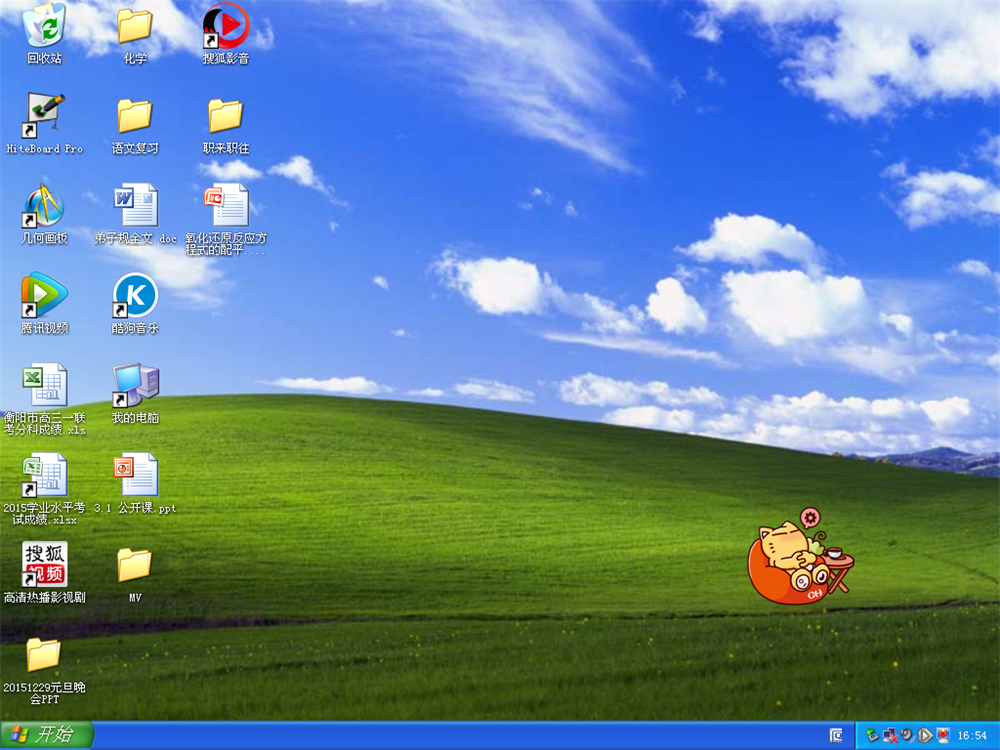 回收站
化学
搜狐影音
HiteBoard Pro
语文复习
职来职往
几何画板
弟子规全文.doc
氧化还原反应方
程式的配平....
腾讯视频
K
酷狗音乐
衡阳市高三一联
考分科成绩.xls
我的电脑
2015学业水平考
试成绩.xlsx
3.1 公开课.ppt
搜狐
视频
高清热播影视剧
MV
CH
20151229元旦晚
会PPT
开始
16:54